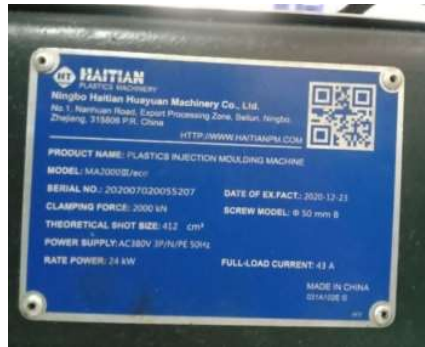 HT HAITIAN
PLASTICS MACHINERY
Ningbo Haitian Huayuan Machinery Co., Ltd.
No.1, Nanhuan Road, Export Processing Zone, Beilun, Ningbo
Zhejiang, 315806 P.R. China
HTTP://WWW.HAITIANPM.COM
PRODUCT NAME: PLASTICS INJECTION MOULDING MACHINE
MODEL: MA2000III/eco
SERIAL NO.: 202007020055207
DATE OF EX.FACT.: 2020-12-23
CLAMPING FORCE: 2000 kN
SCREW MODEL: Φ 50 mm B
THEORETICAL SHOT SIZE: 412 cm³
POWER SUPPLY: AC380V 3P/N/PE 50Hz
RATE POWER: 24 kW
FULL-LOAD CURRENT: 43 A
MADE IN CHINA